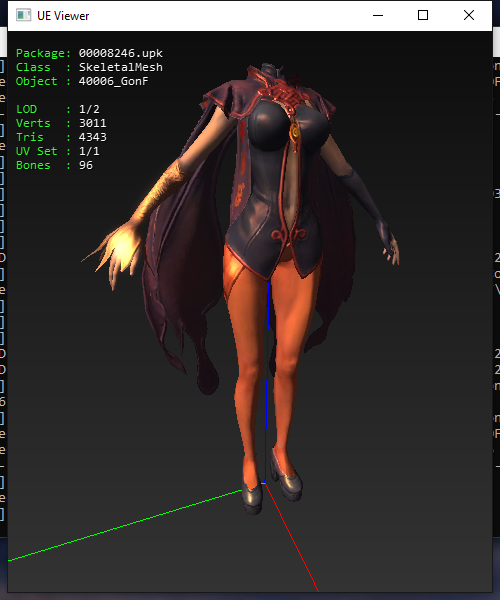 UE Viewer
Package: 00008246.upk
Class : SkeletalMesh
Object : 40006_GonF
LOD : 1/2
Verts : 3011
Tris : 4343
UV Set : 1/1
Bones : 96